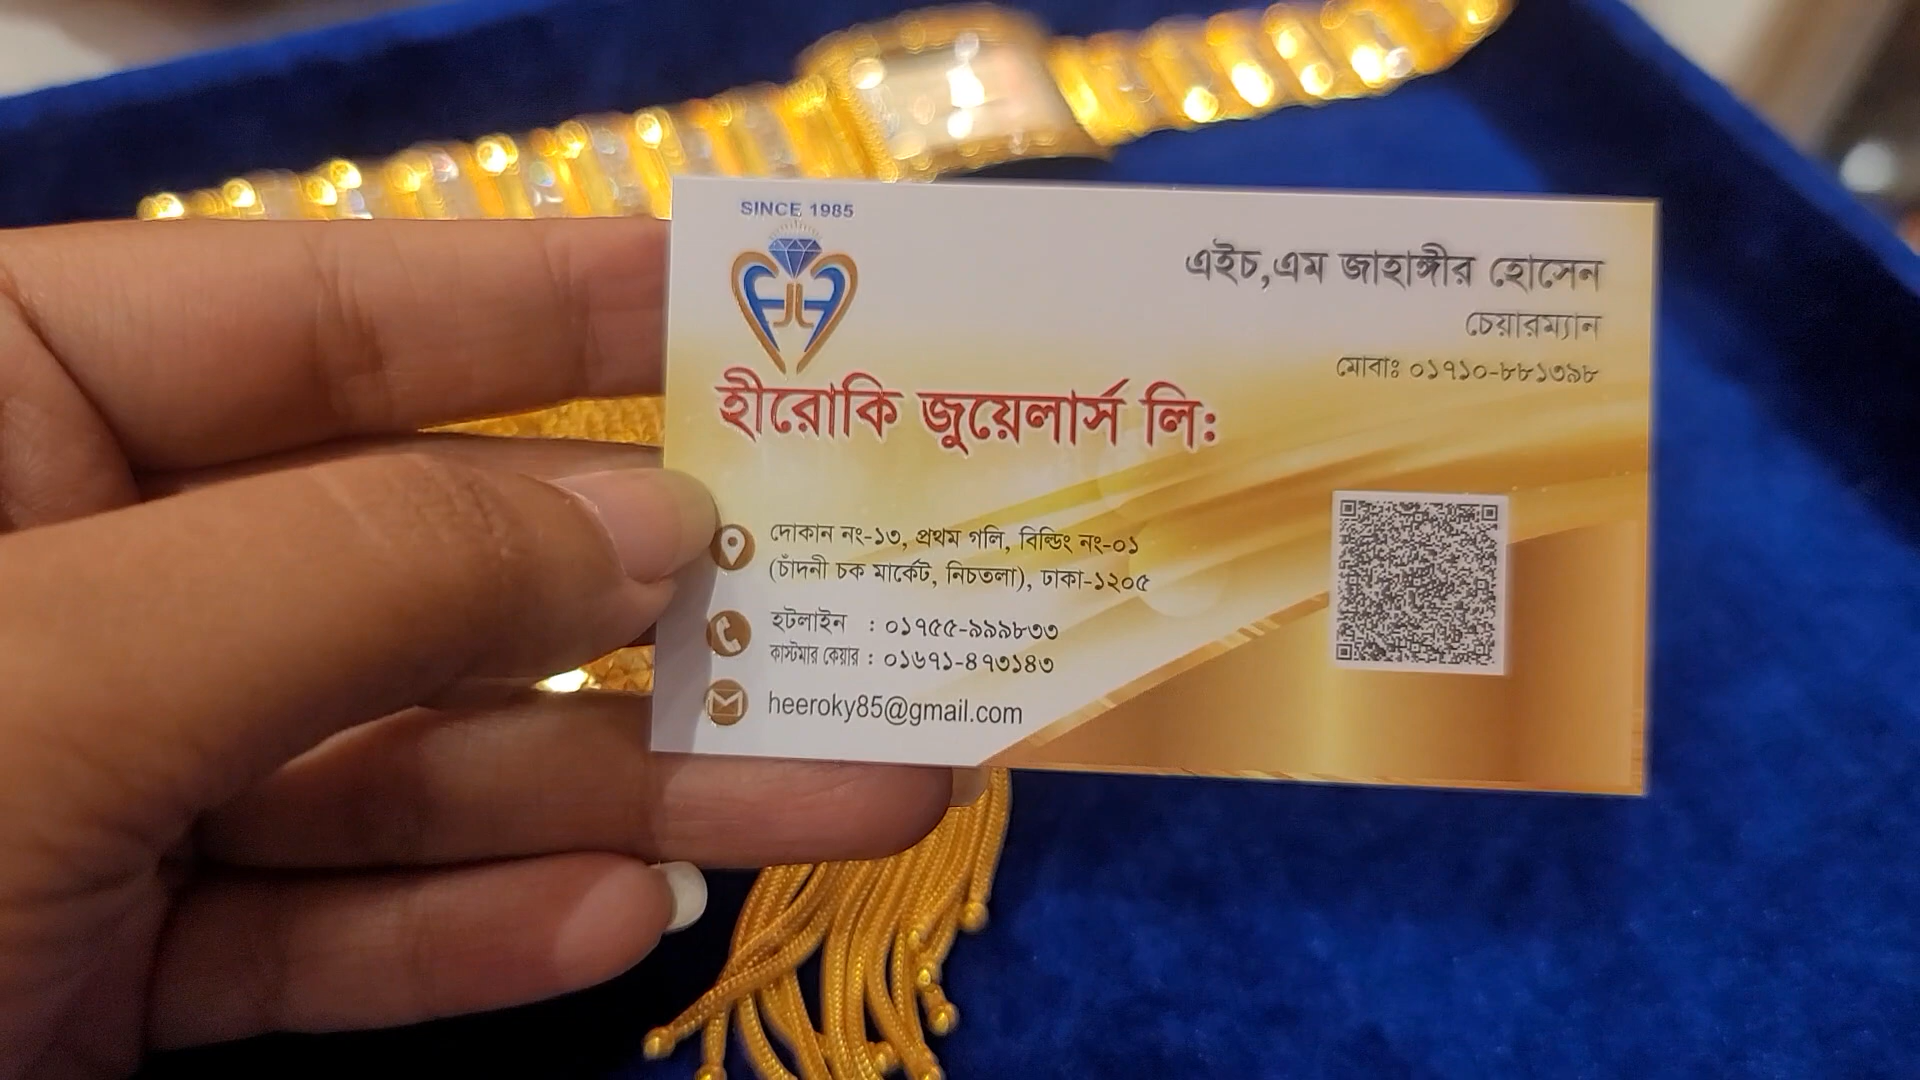 SINCE 1985
এইচ,এম জাহাঙ্গীর হোসেন
চেয়ারম্যান
মোবাঃ ০১৭১০-৮৮১৩৯৮
হীরোকি জুয়েলার্স লি:
দোকান নং-১৩, প্রথম গলি, বিল্ডিং নং-০১
(চাঁদনী চক মার্কেট, নিচতলা), ঢাকা-১২০৫
হটলাইন : ০১৭৫৫-৯৯৯৮৩৩
কাস্টমার কেয়ার : ০১৬৭১-৪৭৩১৪৩
heeroky85@gmail.com